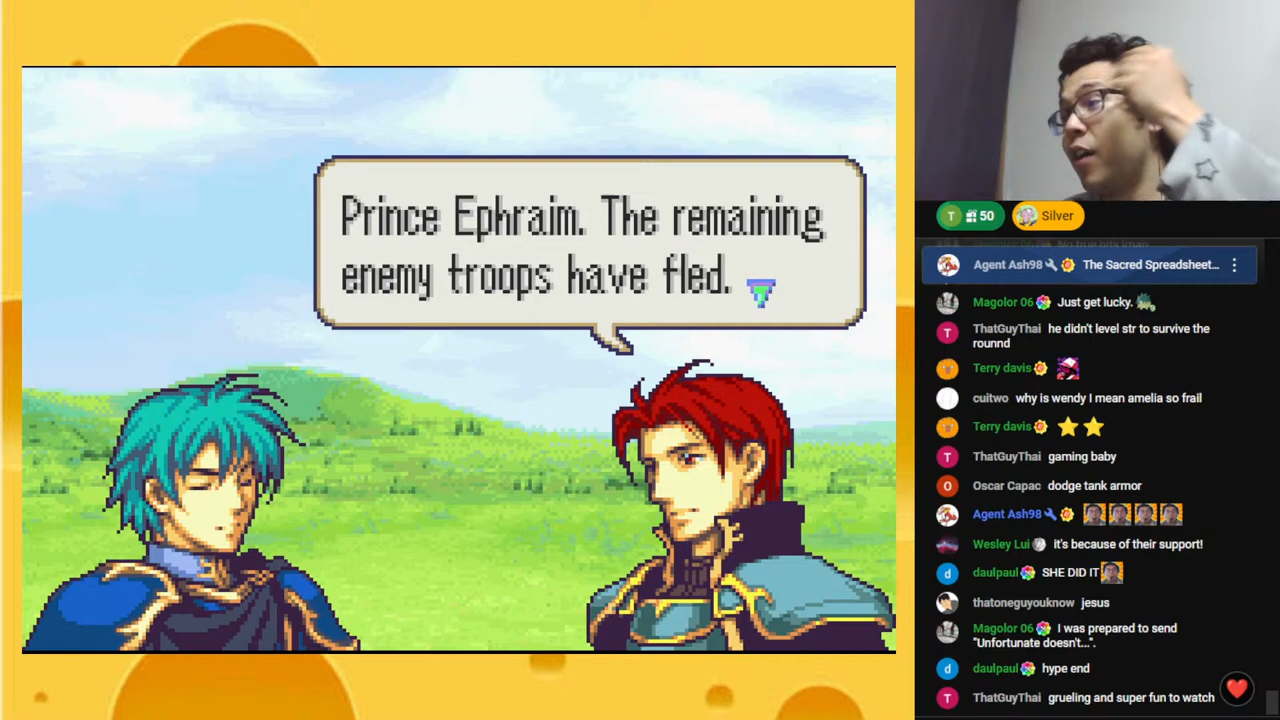 Prince Ephraim. The remaining
enemy troops have fled.
T 50
Silver
Agent Ash98 The Sacred Spreadsheet...
Magolor 06 Just get lucky.
ThatGuyThai he didn't level str to survive the
rounnd
Terry davis
cuitwo why is wendy I mean amelia so frail
Terry davis
T ThatGuyThai gaming baby
O Oscar Capac dodge tank armor
Agent Ash98
Wesley Lui it's because of their support!
d daulpaul SHE DID IT
thatoneguyouknow jesus
Magolor 06 I was prepared to send
"Unfortunate doesn't...".
d daulpaul hype end
T ThatGuyThai grueling and super fun to watch